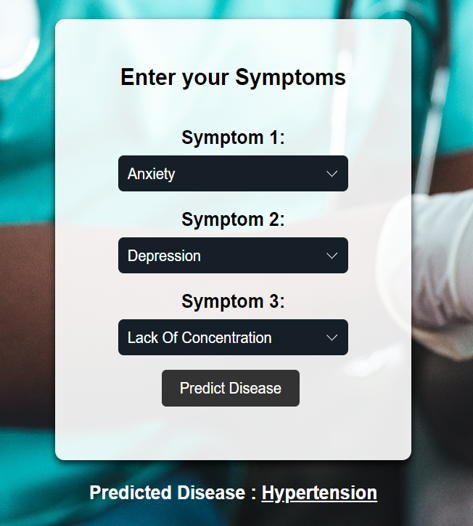 Enter your Symptoms
Symptom 1:
Anxiety
Symptom 2:
Depression
Symptom 3:
Lack Of Concentration
Predict Disease
Predicted Disease : Hypertension